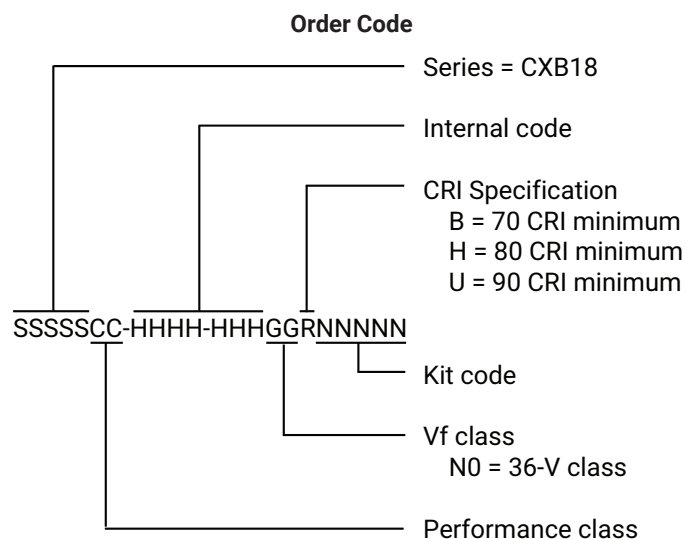 Order Code
Series = CXB18
Internal code
CRI Specification
B = 70 CRI minimum
H = 80 CRI minimum
U = 90 CRI minimum
SSSSSCC-HHHH-HHHGGRNNNNN
Kit code
Vf class
N0 = 36-V class
Performance class